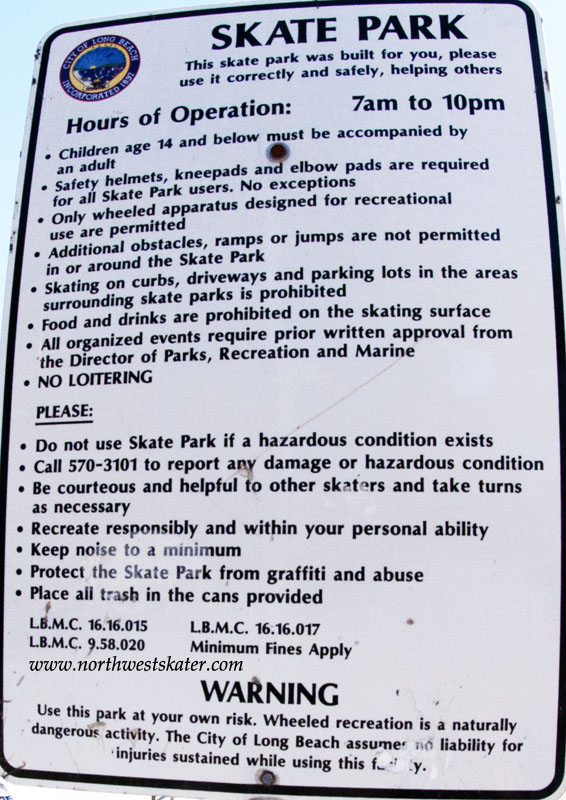 CITY OF LONG BEACH
INCORPORATED 1897
SKATE PARK
This skate park was built for you, please
use it correctly and safely, helping others
Hours of Operation: 7am to 10pm
• Children age 14 and below must be accompanied by
an adult
• Safety helmets, kneepads and elbow pads are required
for all Skate Park users. No exceptions
• Only wheeled apparatus designed for recreational
use are permitted
• Additional obstacles, ramps or jumps are not permitted
in or around the Skate Park
• Skating on curbs, driveways and parking lots in the areas
surrounding skate parks is prohibited
• Food and drinks are prohibited on the skating surface
• All organized events require prior written approval from
the Director of Parks, Recreation and Marine
• NO LOITERING
PLEASE:
• Do not use Skate Park if a hazardous condition exists
• Call 570-3101 to report any damage or hazardous condition
• Be courteous and helpful to other skaters and take turns
as necessary
• Recreate responsibly and within your personal ability
• Keep noise to a minimum
• Protect the Skate Park from graffiti and abuse
• Place all trash in the cans provided
L.B.M.C. 16.16.015 L.B.M.C. 16.16.017
L.B.M.C. 9.58.020 Minimum Fines Apply
www.northwestskater.com
WARNING
Use this park at your own risk. Wheeled recreation is a naturally
dangerous activity. The City of Long Beach assumes no liability for
injuries sustained while using this